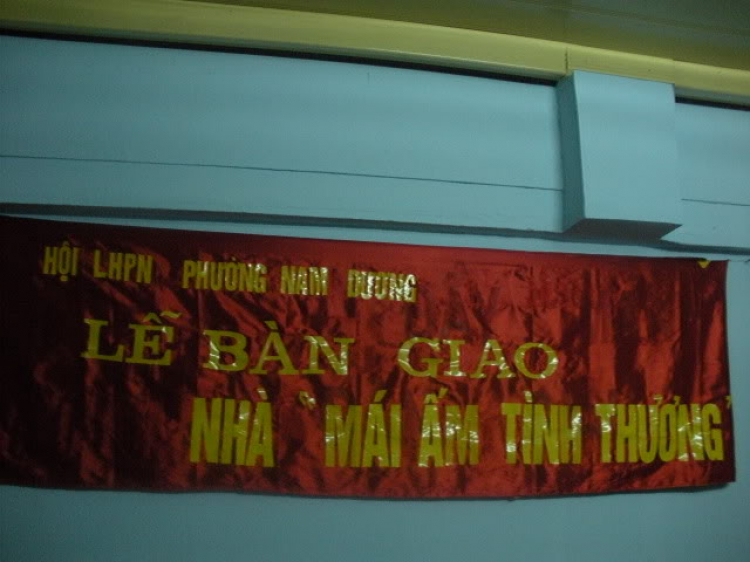 HỘI LHPN PHƯỜNG NAM DƯƠNG
LỄ BÀN GIAO
NHÀ "MÁI ẤM TÌNH THƯƠNG"